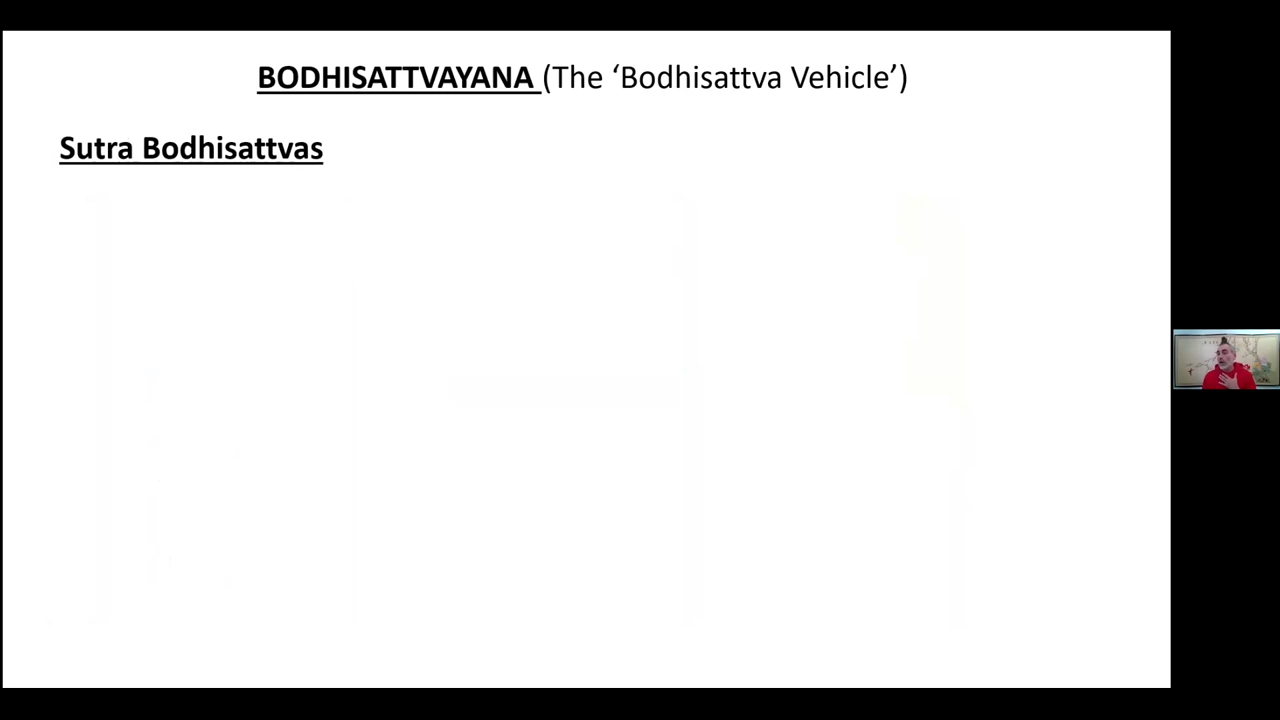 BODHISATTVAYANA (The ‘Bodhisattva Vehicle’)
Sutra Bodhisattvas